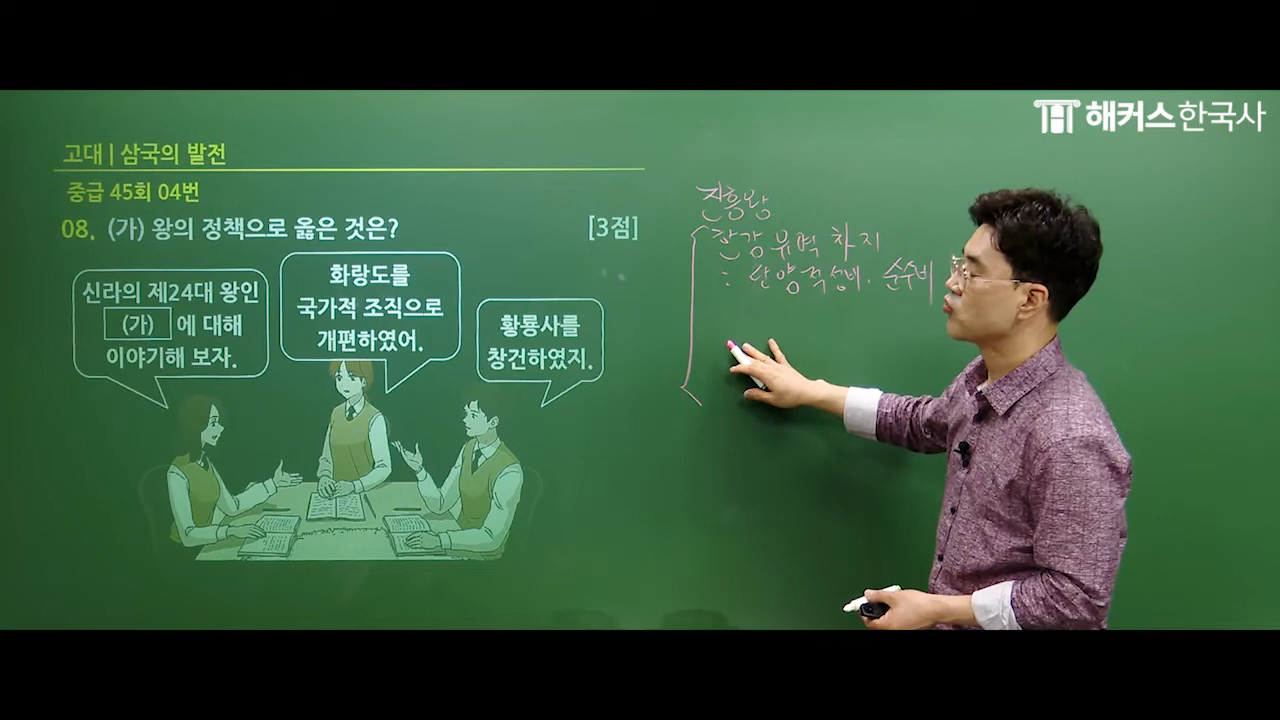 해커스한국사
고대 | 삼국의 발전
중급 45회 04번
08. (가) 왕의 정책으로 옳은 것은? [3점]
신라의 제24대 왕인
(가) 에 대해
이야기해 보자.
화랑도를
국가적 조직으로
개편하였어.
황룡사를
창건하였지.
진흥왕
한강 유역 차지
: 단양적성비. 순수비